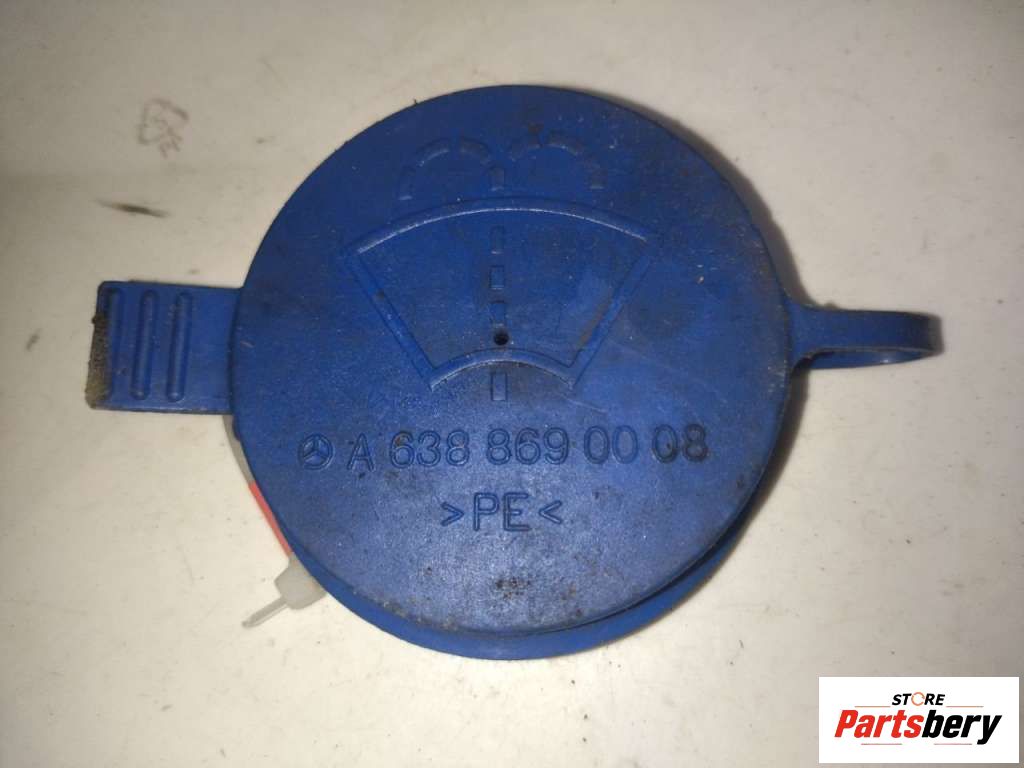 A 638 869 00 08
>PE<
STORE
Partsbery